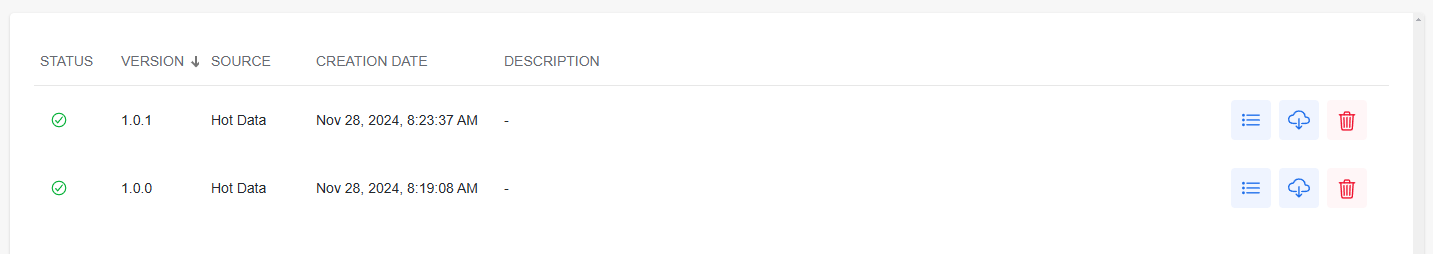 STATUS VERSION SOURCE CREATION DATE DESCRIPTION
1.0.1 Hot Data Nov 28, 2024, 8:23:37 AM -
1.0.0 Hot Data Nov 28, 2024, 8:19:08 AM -